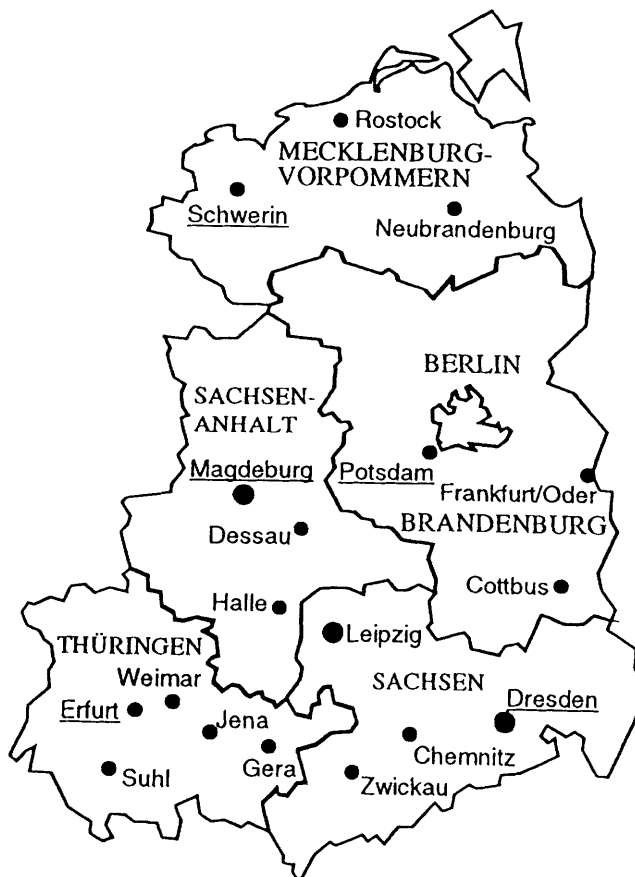 Rostock
MECKLENBURG-
VORPOMMERN
Schwerin
Neubrandenburg
BERLIN
SACHSEN-
ANHALT
Magdeburg
Potsdam
Frankfurt/Oder
BRANDENBURG
Dessau
Cottbus
Halle
Leipzig
THÜRINGEN
Weimar
SACHSEN
Erfurt
Dresden
Jena
Chemnitz
Gera
Suhl
Zwickau